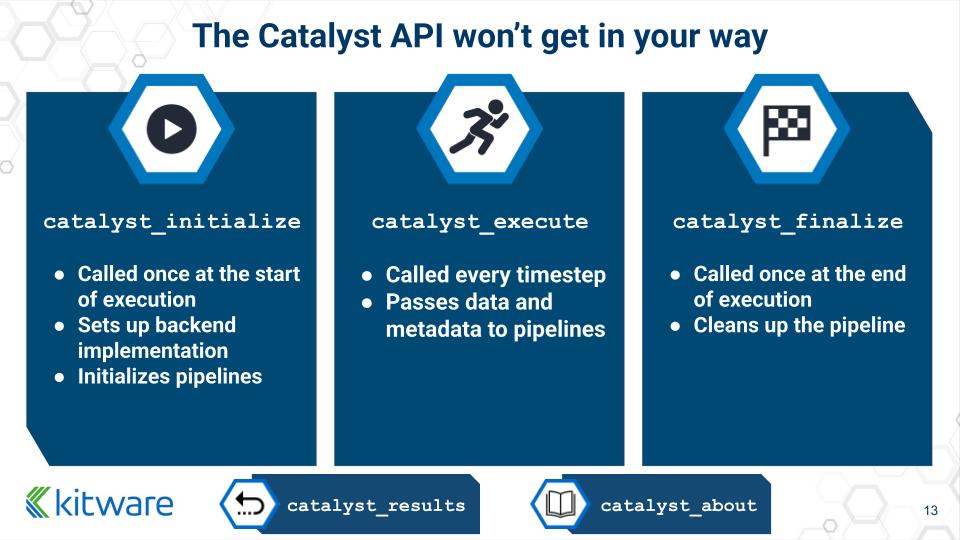 The Catalyst API won’t get in your way
catalyst_initialize
● Called once at the start
of execution
● Sets up backend
implementation
● Initializes pipelines
catalyst_execute
● Called every timestep
● Passes data and
metadata to pipelines
catalyst_finalize
● Called once at the end
of execution
● Cleans up the pipeline
kitware
catalyst_results
catalyst_about
13